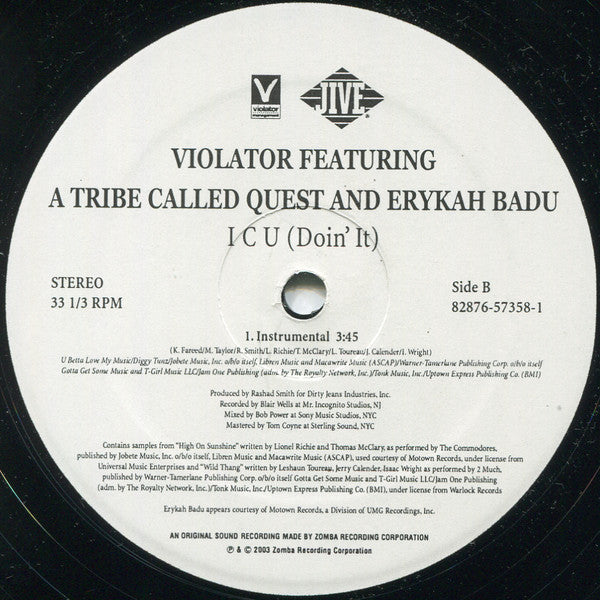 V
violator
management
JIVE
®
VIOLATOR FEATURING
A TRIBE CALLED QUEST AND ERYKAH BADU
I C U (Doin' It)
STEREO
33 1/3 RPM
Side B
82876-57358-1
1. Instrumental 3:45
(K. Fareed/M. Taylor/R. Smith/L. Richie/T. McClary/L. Toureau/J. Calender/I. Wright)
U Betta Love My Music/Diggy Tunz/Jobete Music, Inc. o/b/o itself, Libren Music and Macawrite Music (ASCAP)/Warner-Tamerlane Publishing Corp. o/b/o itself
Gotta Get Some Music and T-Girl Music LLC/Jam One Publishing (adm. by The Royalty Network, Inc.)/Tonk Music, Inc./Uptown Express Publishing Co. (BMI)
Produced by Rashad Smith for Dirty Jeans Industries, Inc.
Recorded by Blair Wells at Mr. Incognito Studios, NJ
Mixed by Bob Power at Sony Music Studios, NYC
Mastered by Tom Coyne at Sterling Sound, NYC
Contains samples from "High On Sunshine" written by Lionel Richie and Thomas McClary, as performed by The Commodores,
published by Jobete Music, Inc. o/b/o itself, Libren Music and Macawrite Music (ASCAP), used courtesy of Motown Records, under license from
Universal Music Enterprises and "Wild Thang" written by Leshaun Toureau, Jerry Calender, Isaac Wright as performed by 2 Much,
published by Warner-Tamerlane Publishing Corp. o/b/o itself Gotta Get Some Music and T-Girl Music LLC/Jam One Publishing
(adm. by The Royalty Network, Inc.)/Tonk Music, Inc./Uptown Express Publishing Co. (BMI), under license from Warlock Records
Erykah Badu appears courtesy of Motown Records, a Division of UMG Recordings, Inc.
AN ORIGINAL SOUND RECORDING MADE BY ZOMBA RECORDING CORPORATION
℗ & © 2003 Zomba Recording Corporation